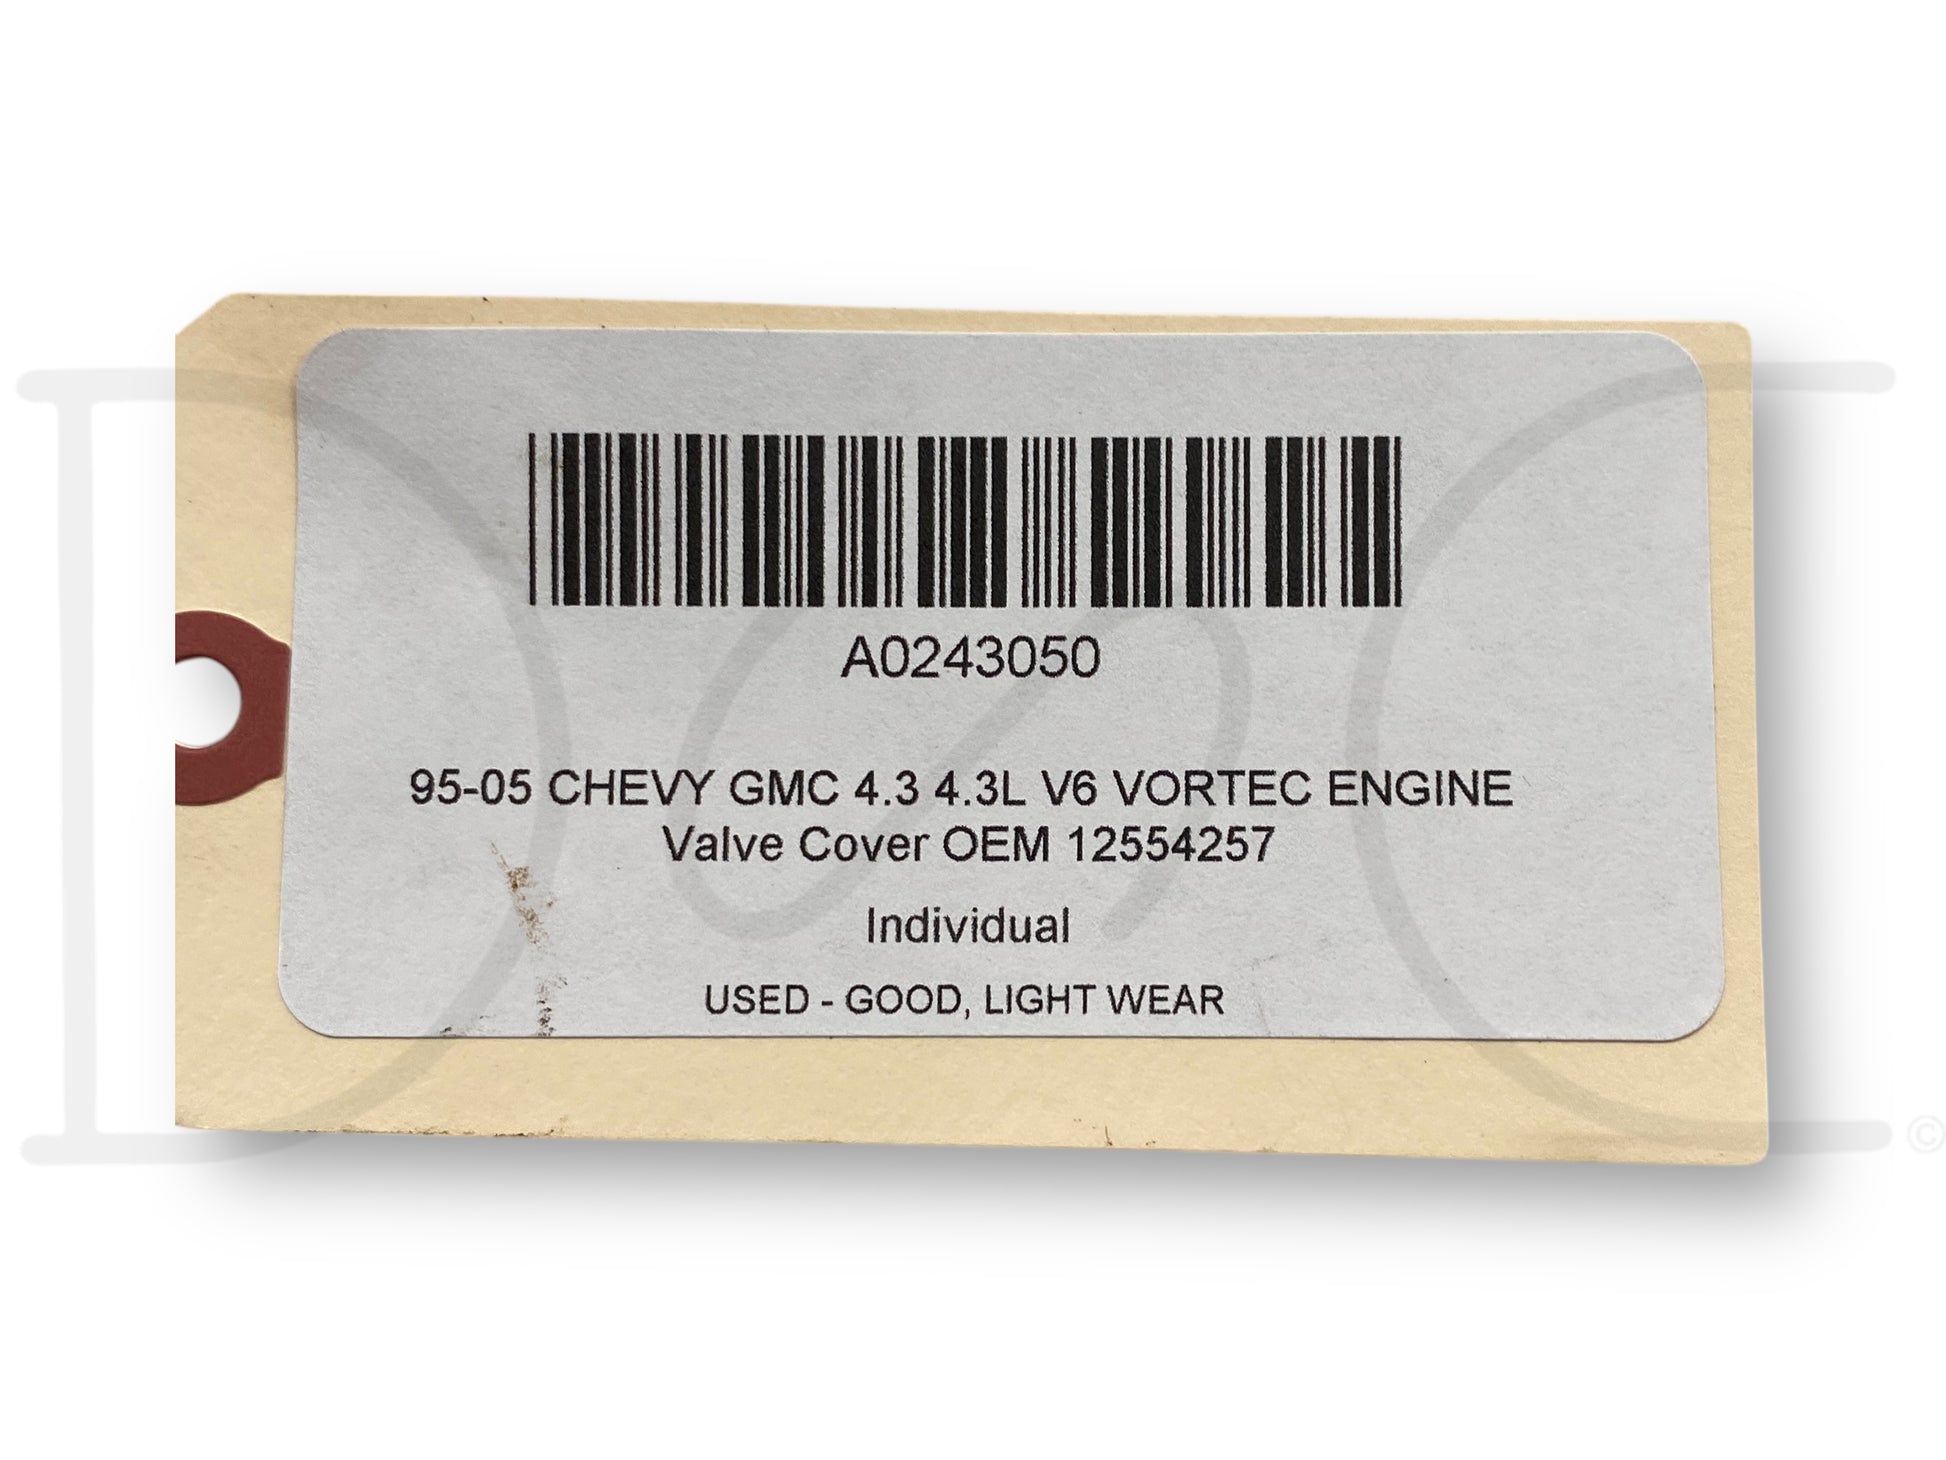 A0243050
95-05 CHEVY GMC 4.3 4.3L V6 VORTEC ENGINE
Valve Cover OEM 12554257
Individual
USED - GOOD, LIGHT WEAR
©